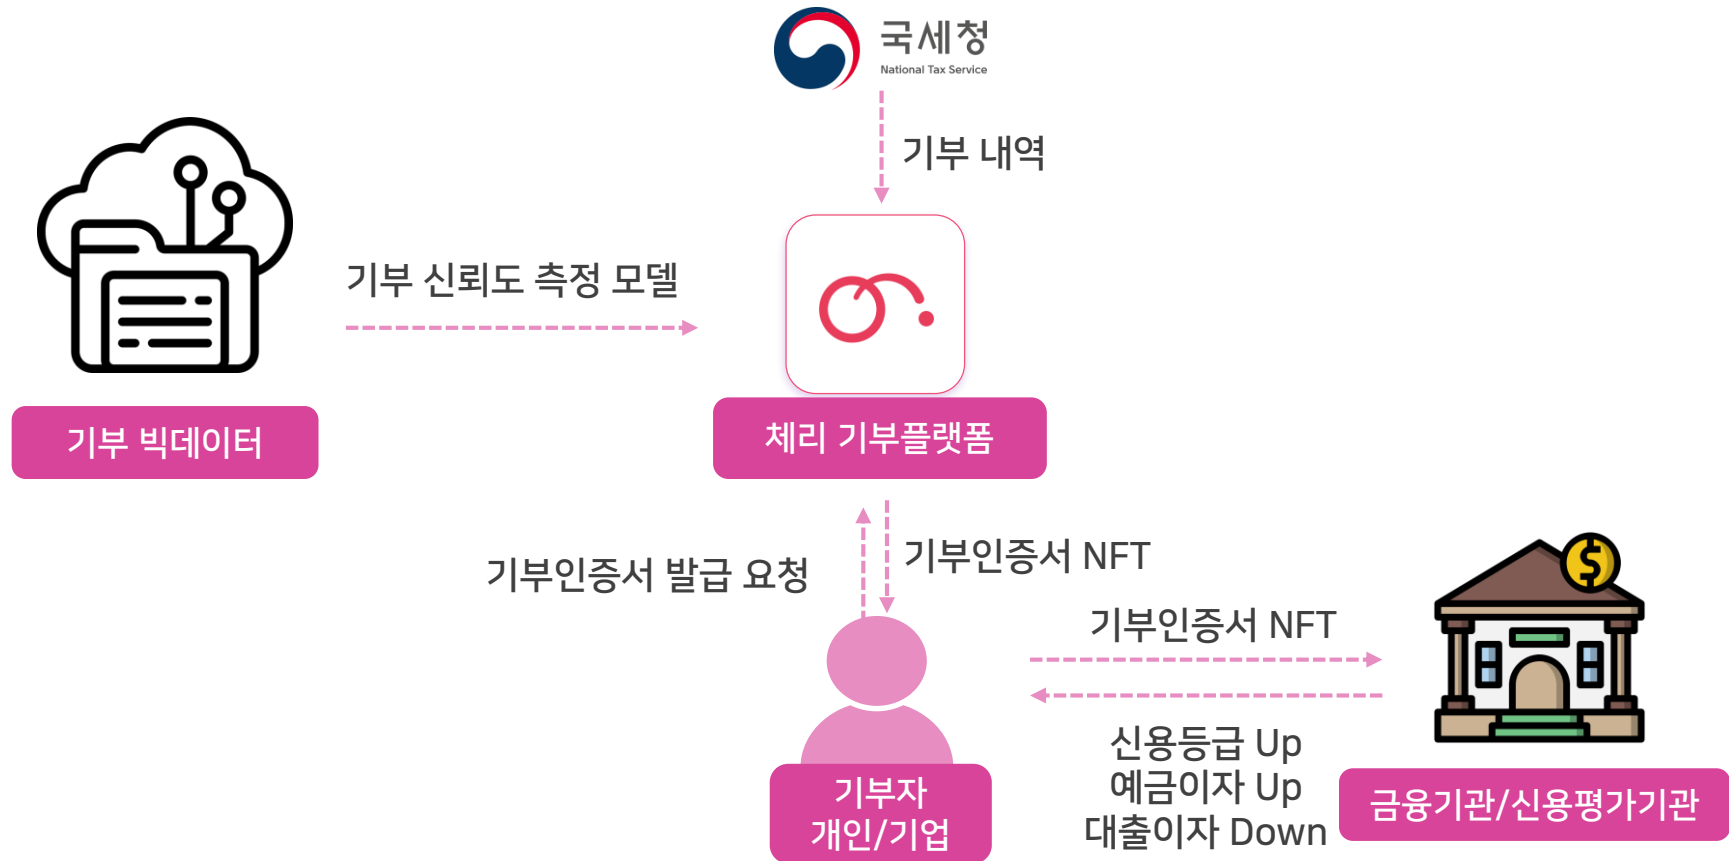 국세청
National Tax Service
기부 내역
기부 신뢰도 측정 모델
기부 빅데이터
체리 기부플랫폼
기부인증서 발급 요청
기부인증서 NFT
기부인증서 NFT
신용등급 Up
예금이자 Up
대출이자 Down
기부자
개인/기업
금융기관/신용평가기관